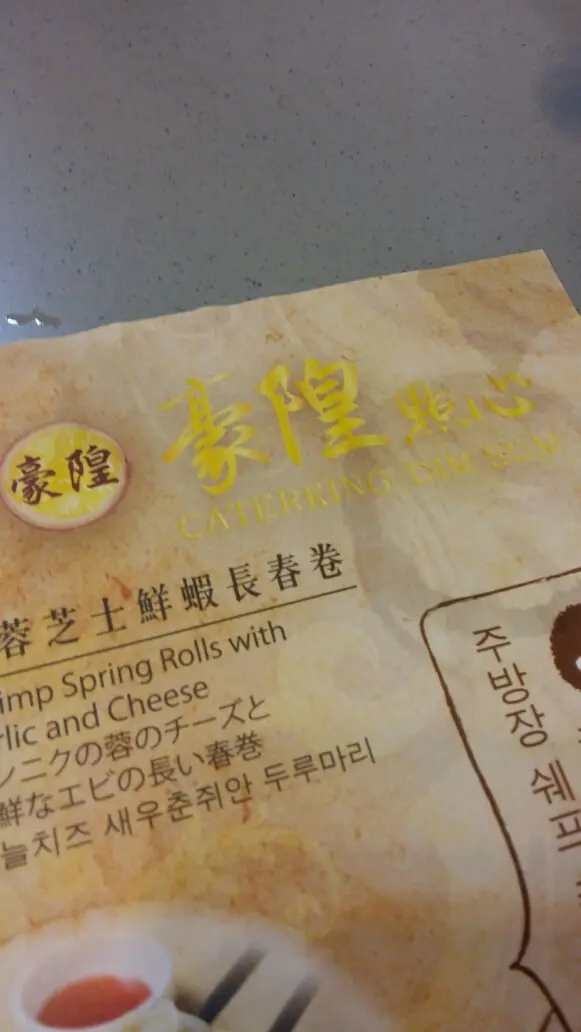 豪隍
豪隍點心
CATERKING DIM SUM
蓉芝士鮮蝦長春卷
imp Spring Rolls with
rlic and Cheese
ンニクの蓉のチーズと
鮮なエビの長い春巻
늘치즈 새우춘쥐안 두루마리
주방장
쉐프